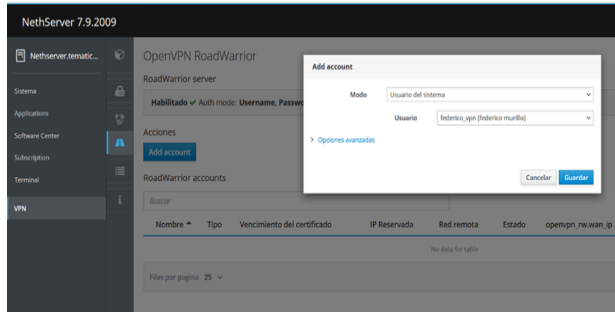 NethServer 7.9.2009
Nethserver.tematic...
Sistema
Applications
Software Center
Subscription
Terminal
VPN
OpenVPN RoadWarrior
RoadWarrior server
Habilitado ✔ Auth mode: Username, Passwo
Acciones
Add account
RoadWarrior accounts
Buscar
Nombre Tipo Vencimiento del certificado IP Reservada Red remota Estado openvpn_rw.wan_ip
No data for table
Filas por pagina 25
Add account
Modo Usuario del sistema
Usuario federico_vpn (federico murillo)
Opciones avanzadas
Cancelar Guardar